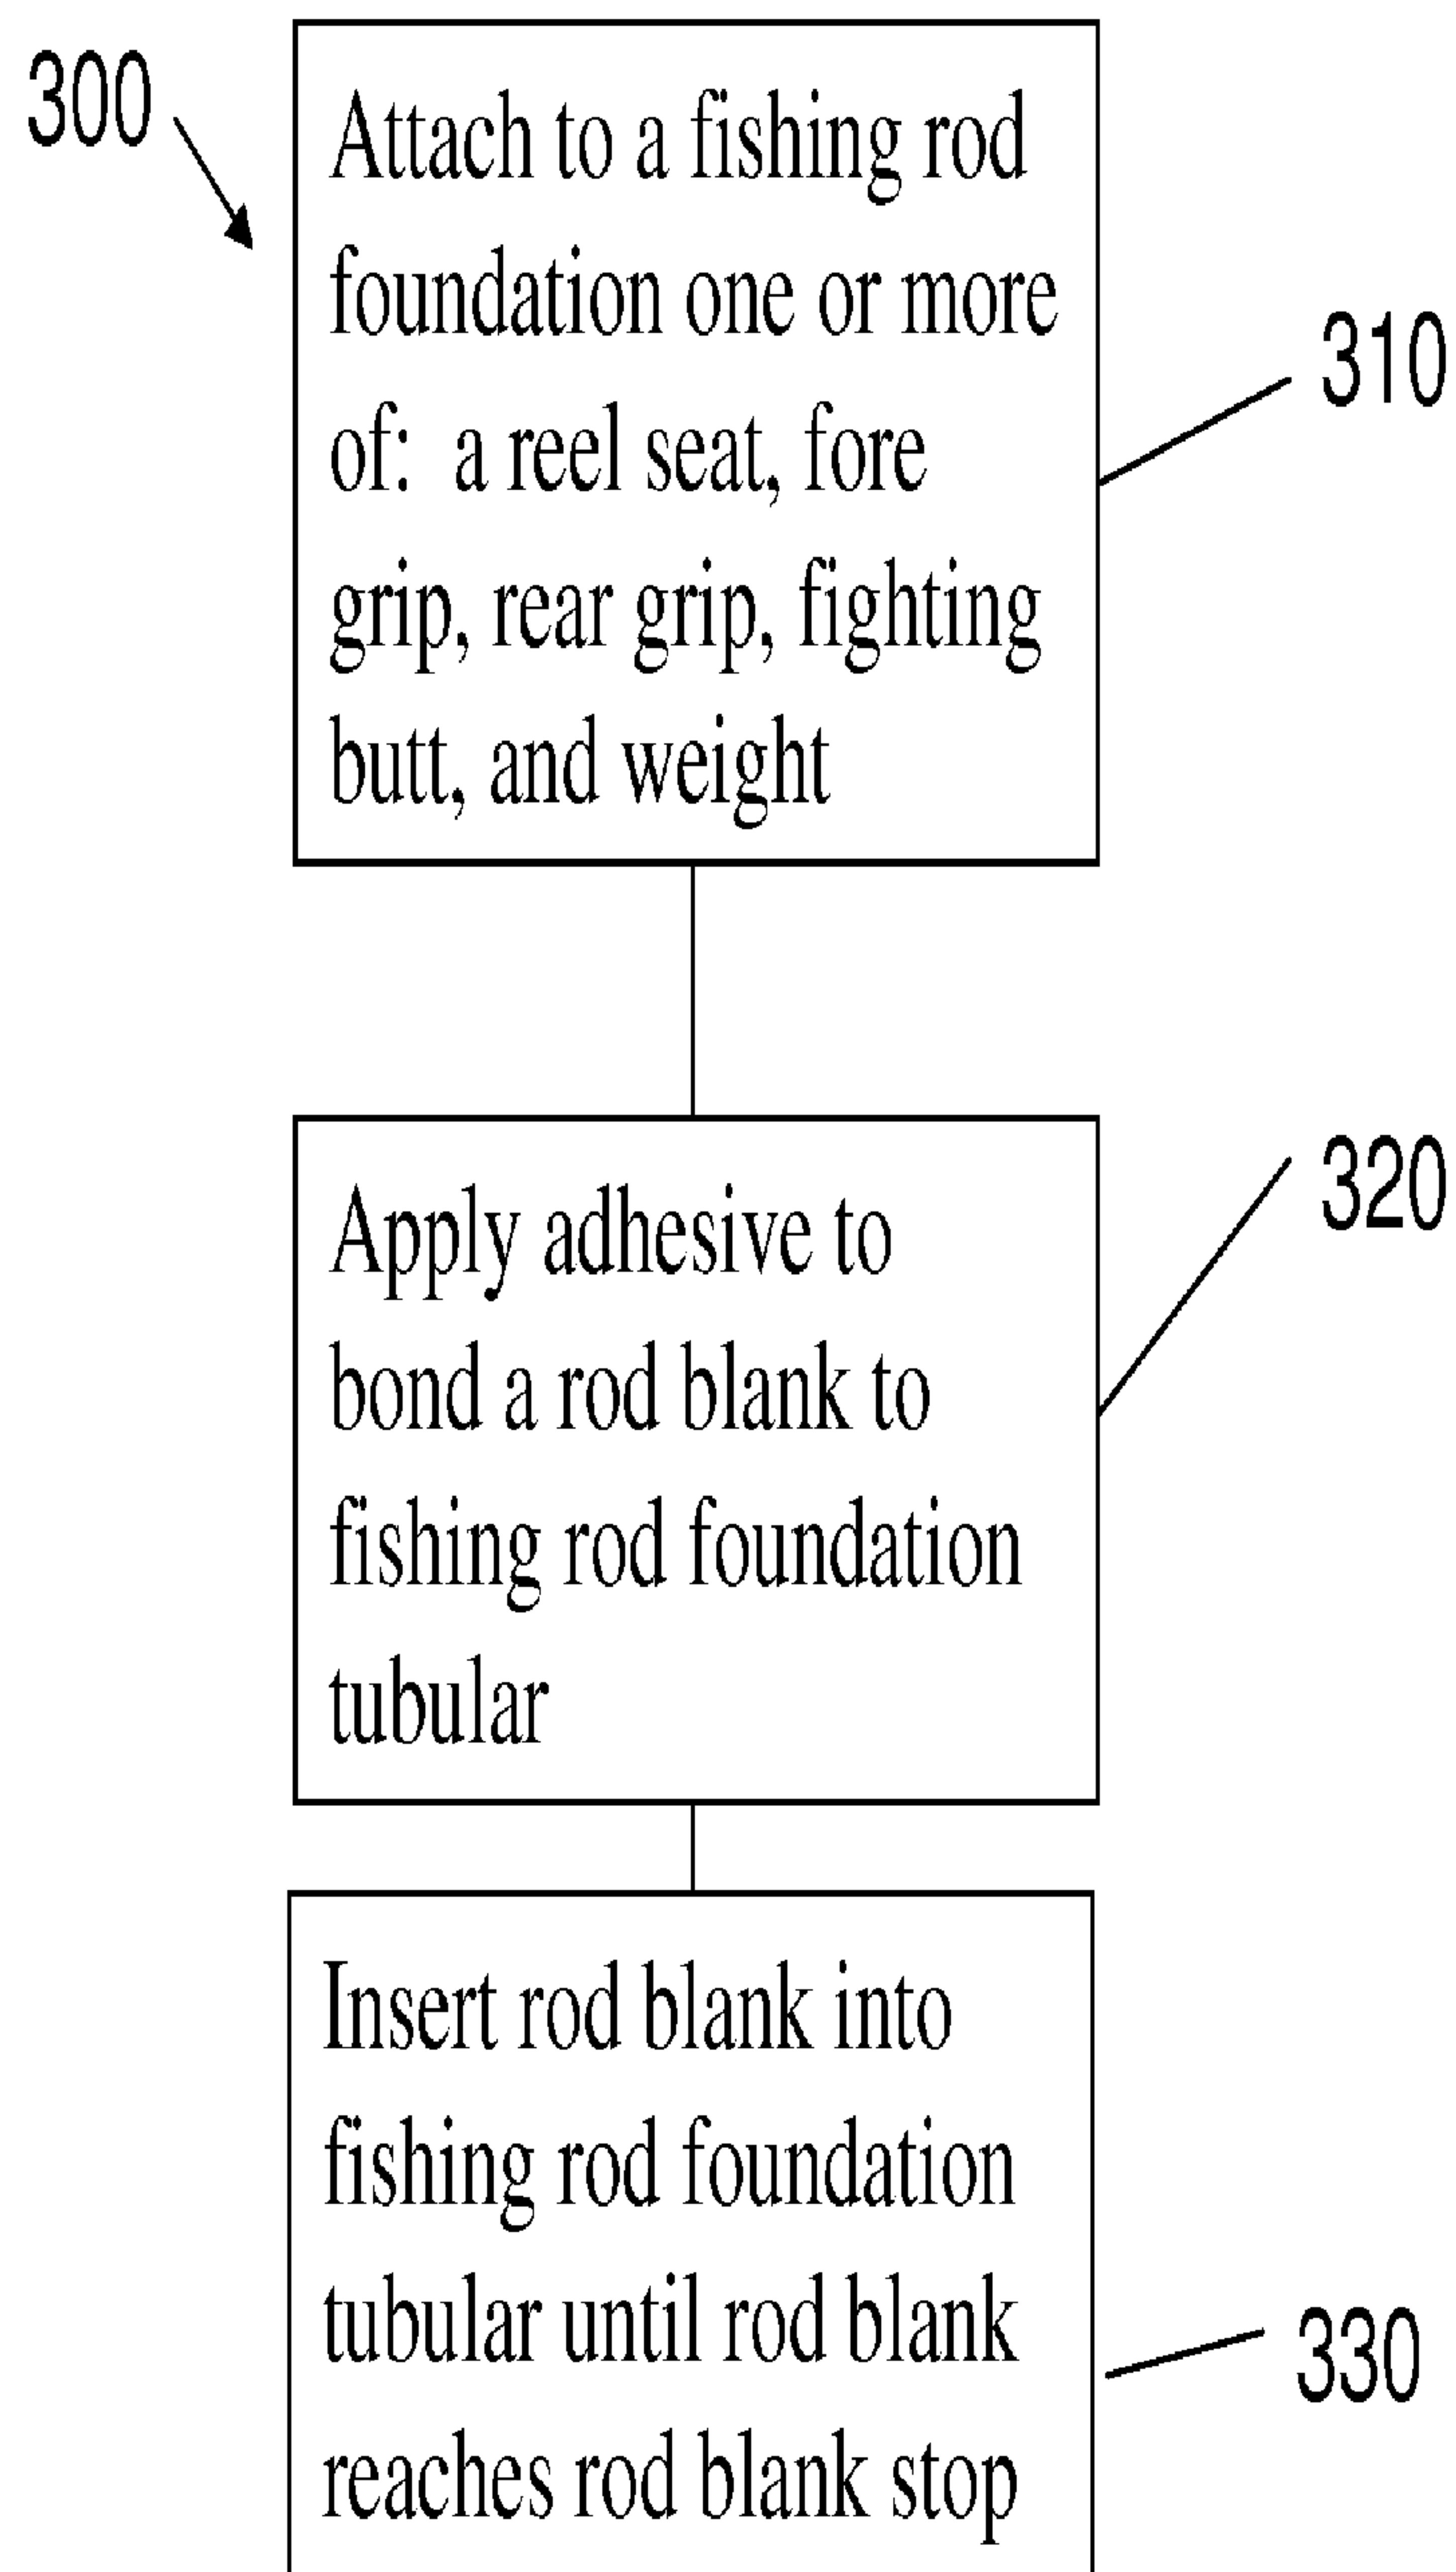 300
Attach to a fishing rod
foundation one or more
of:  a reel seat, fore
grip, rear grip, fighting
butt, and weight
310
Apply adhesive to
bond a rod blank to
fishing rod foundation
tubular
320
Insert rod blank into
fishing rod foundation
tubular until rod blank
reaches rod blank stop
330